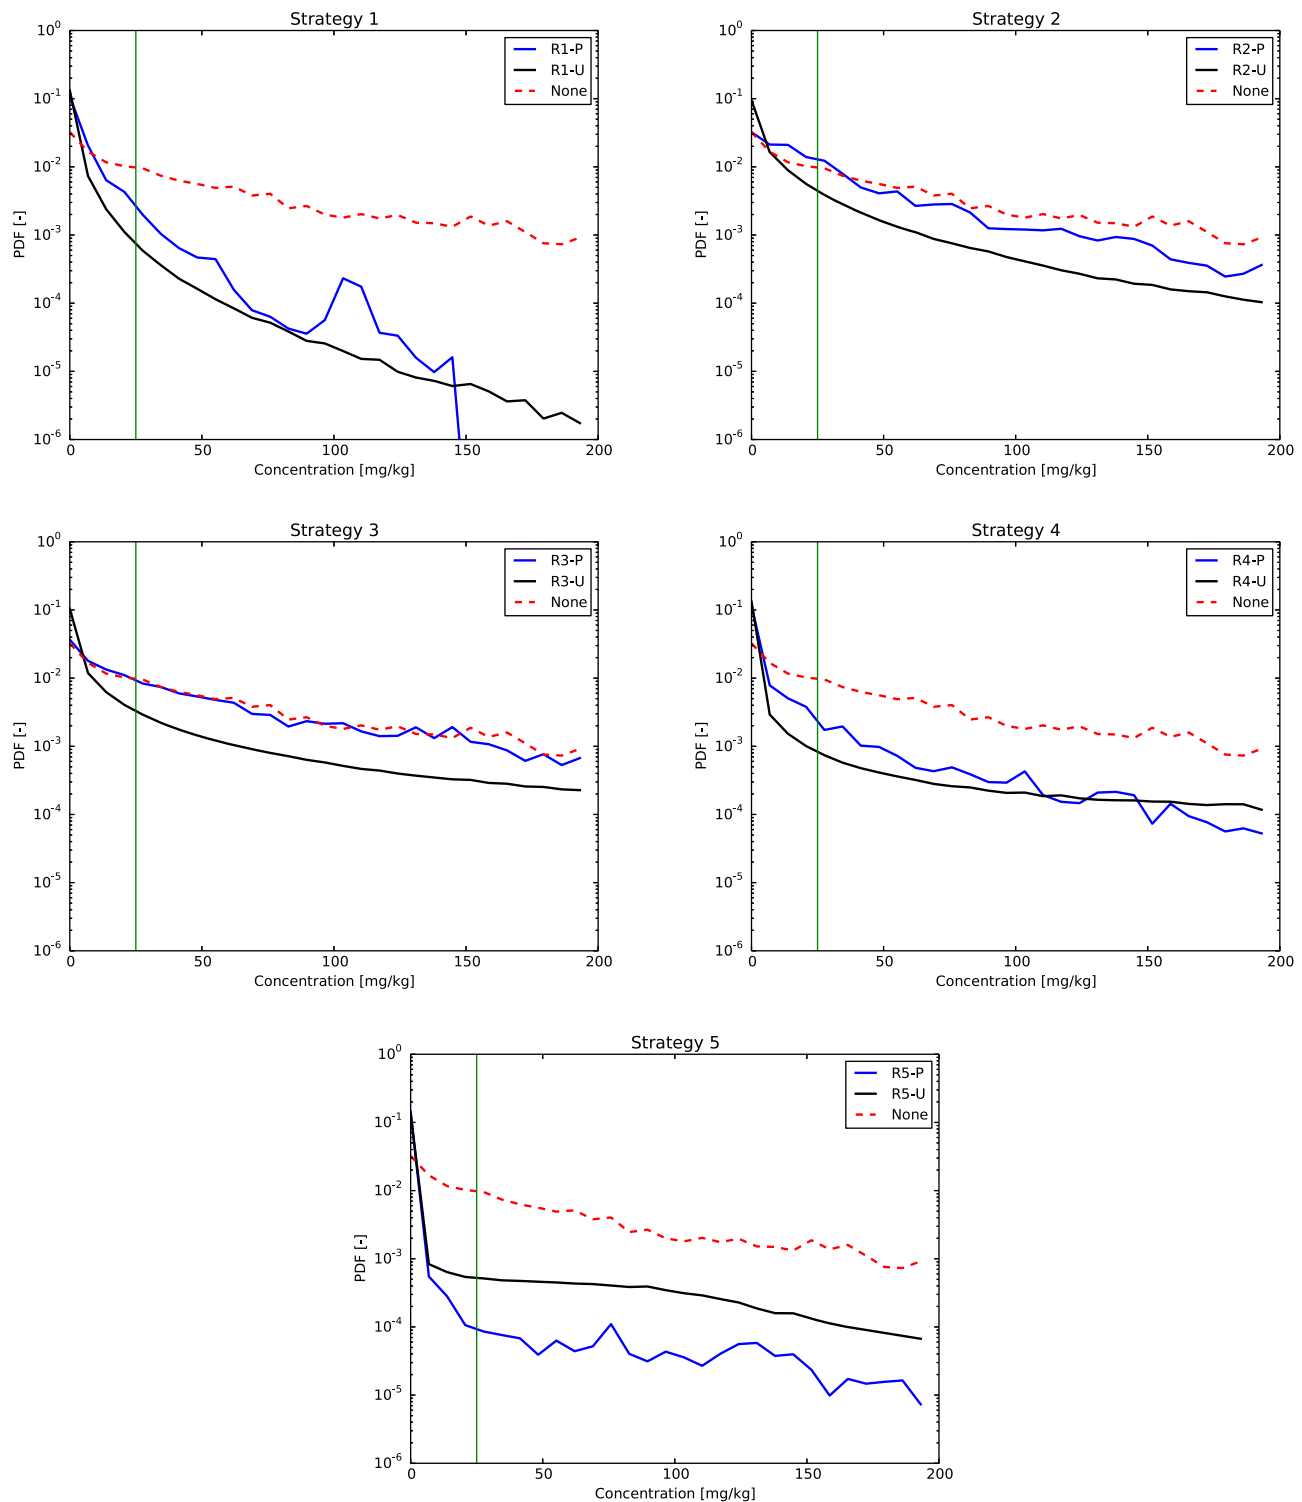 Strategy 1
10^0
10^-1
10^-2
10^-3
10^-4
10^-5
10^-6
PDF [-]
0 50 100 150 200
Concentration [mg/kg]
R1-P
R1-U
None
Strategy 2
10^0
10^-1
10^-2
10^-3
10^-4
10^-5
10^-6
PDF [-]
0 50 100 150 200
Concentration [mg/kg]
R2-P
R2-U
None
Strategy 3
10^0
10^-1
10^-2
10^-3
10^-4
10^-5
10^-6
PDF [-]
0 50 100 150 200
Concentration [mg/kg]
R3-P
R3-U
None
Strategy 4
10^0
10^-1
10^-2
10^-3
10^-4
10^-5
10^-6
PDF [-]
0 50 100 150 200
Concentration [mg/kg]
R4-P
R4-U
None
Strategy 5
10^0
10^-1
10^-2
10^-3
10^-4
10^-5
10^-6
PDF [-]
0 50 100 150 200
Concentration [mg/kg]
R5-P
R5-U
None